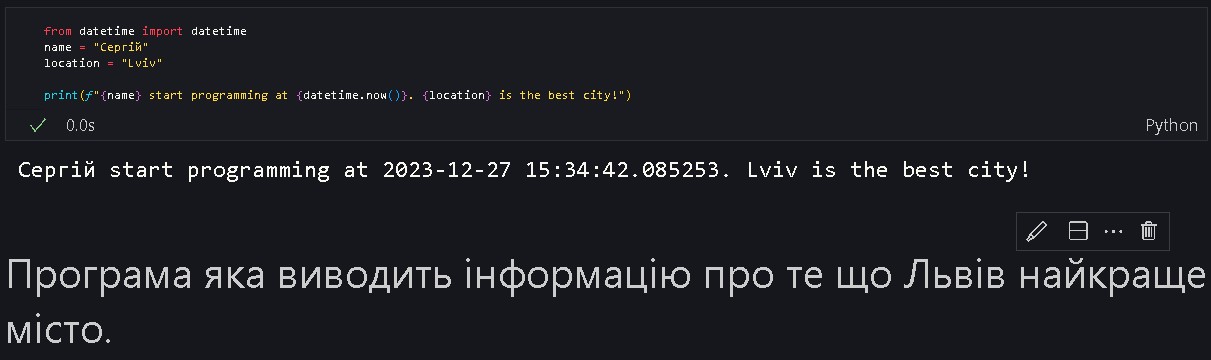 from datetime import datetime
name = "Сергій"
location = "Lviv"
print(f"{name} start programming at {datetime.now()}. {location} is the best city!")
0.0s
Python
Сергій start programming at 2023-12-27 15:34:42.085253. Lviv is the best city!
Програма яка виводить інформацію про те що Львів найкраще
місто.